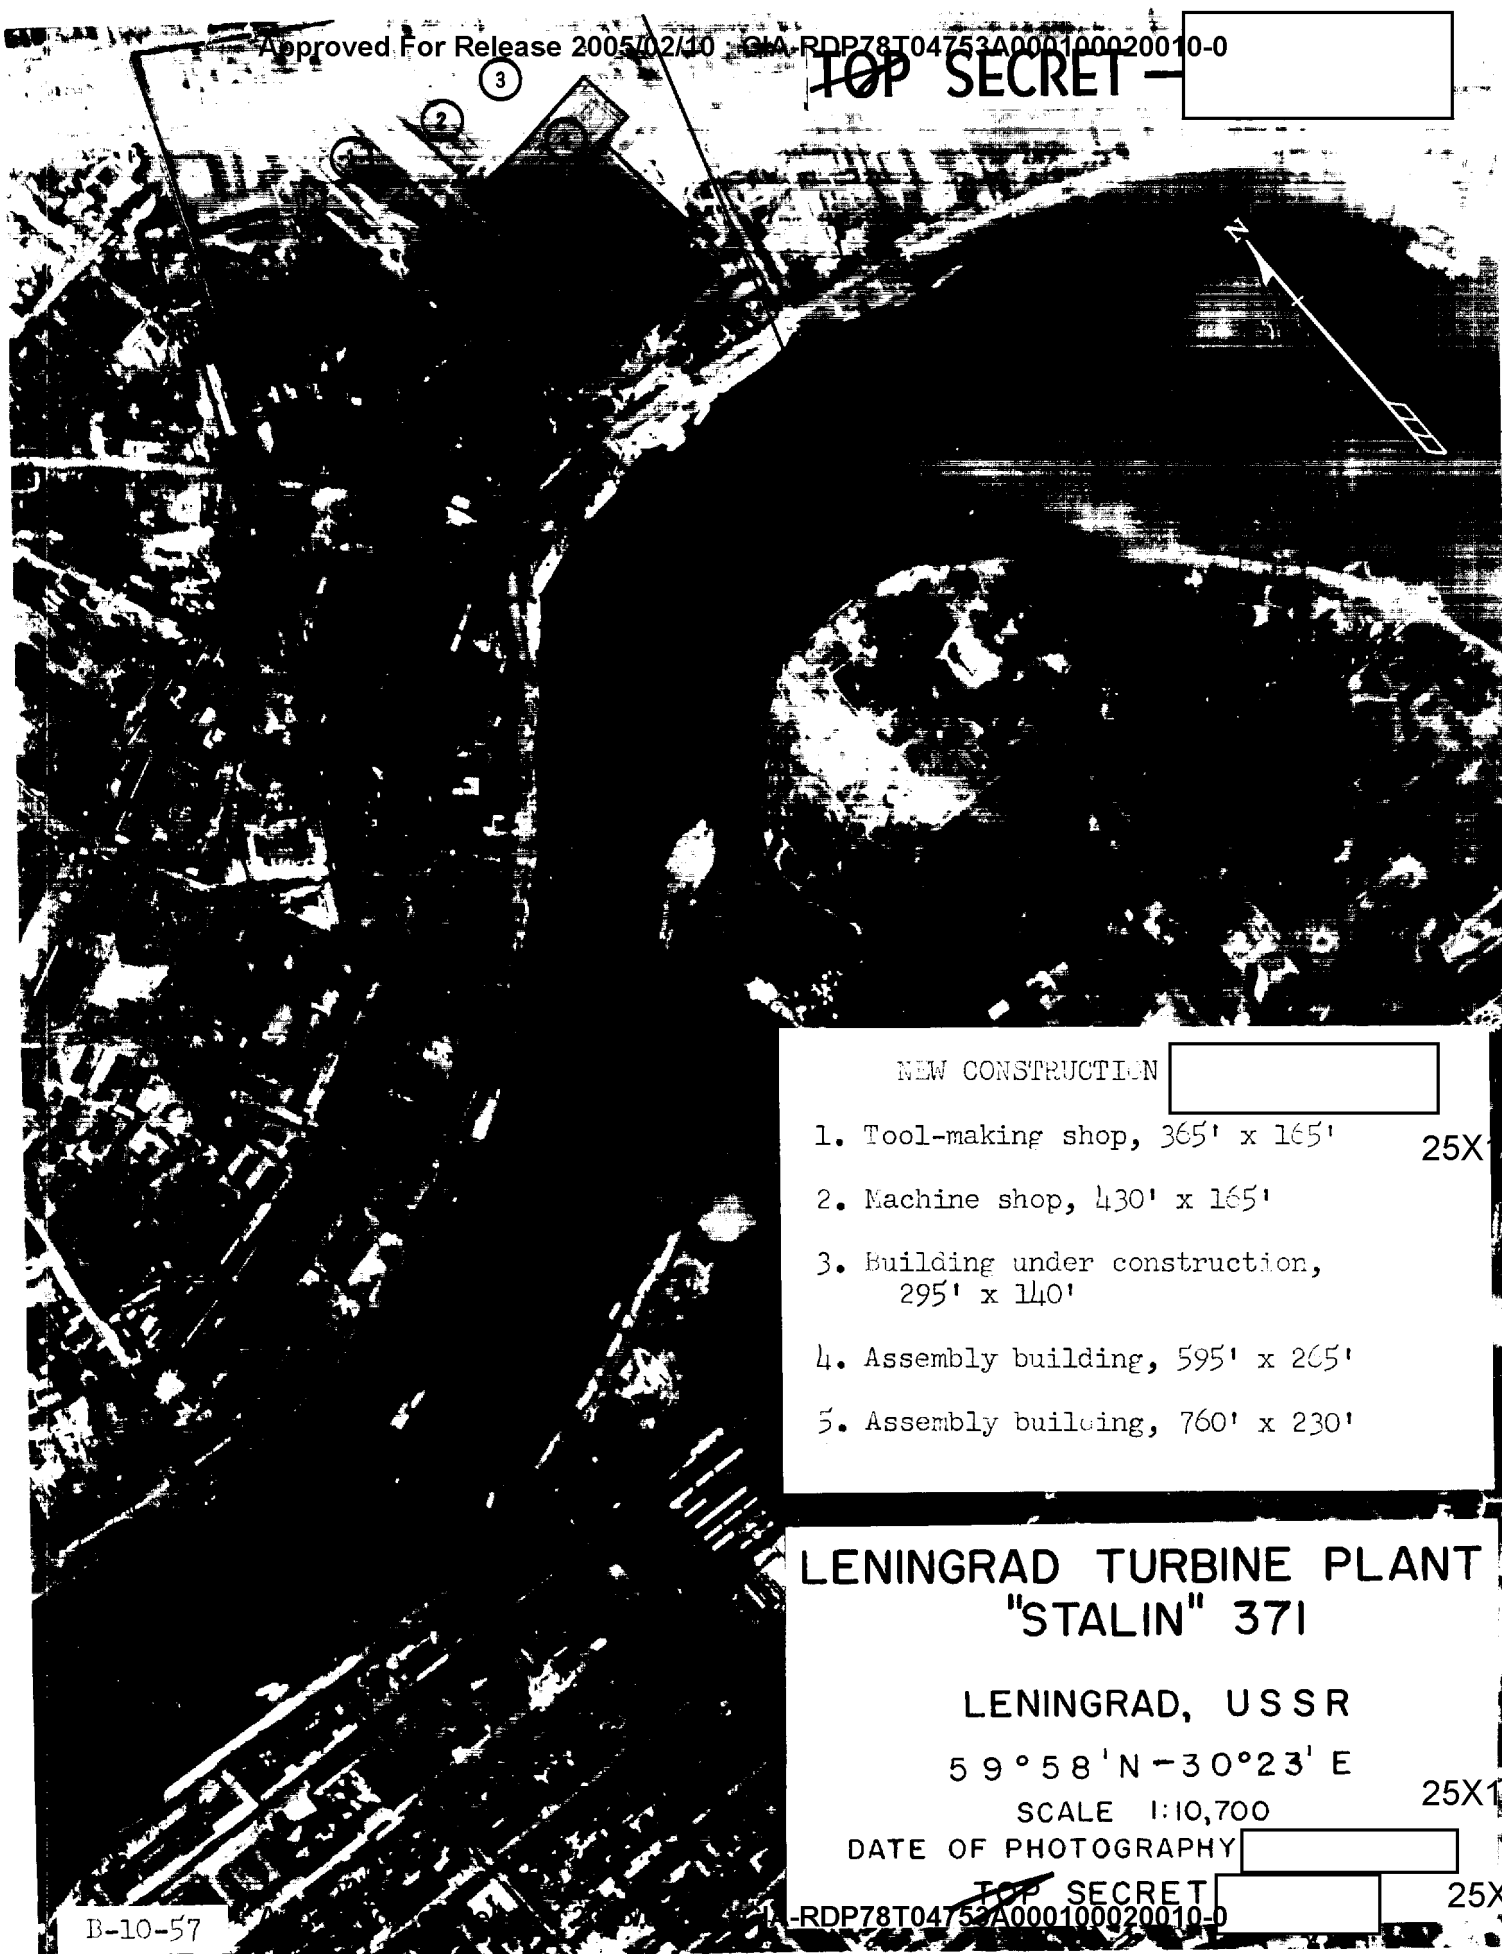 Approved For Release 2005/02/10 : CIA-RDP78T04753A000100020010-0
TOP SECRET —
3
2
1
N
NEW CONSTRUCTION
1. Tool-making shop, 365' x 165'
25X1
2. Machine shop, 430' x 165'
3. Building under construction,
295' x 140'
4. Assembly building, 595' x 265'
5. Assembly building, 760' x 230'
LENINGRAD TURBINE PLANT
"STALIN" 371
LENINGRAD, USSR
59°58'N-30°23'E
25X1
SCALE 1:10,700
DATE OF PHOTOGRAPHY
TOP SECRET
25X
CIA-RDP78T04753A000100020010-0
B-10-57